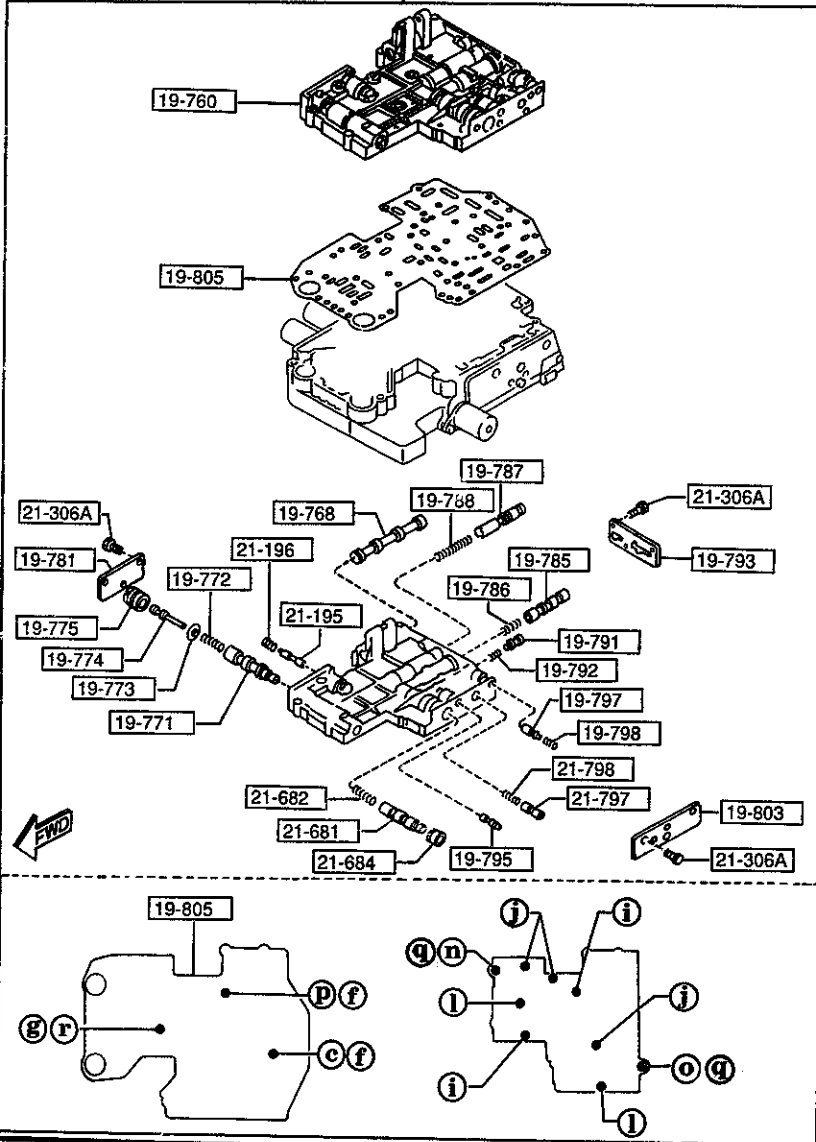 19-760
19-805
19-787
19-788
19-768
21-306A
21-306A
21-196
19-781
19-793
19-785
19-772
19-786
21-195
19-775
19-791
19-774
19-792
19-773
19-797
19-771
19-798
21-798
21-682
21-797
19-803
21-681
FWD
21-684
19-795
21-306A
19-805
j i
q n
p f
l j
g r
c f
o q
i
l